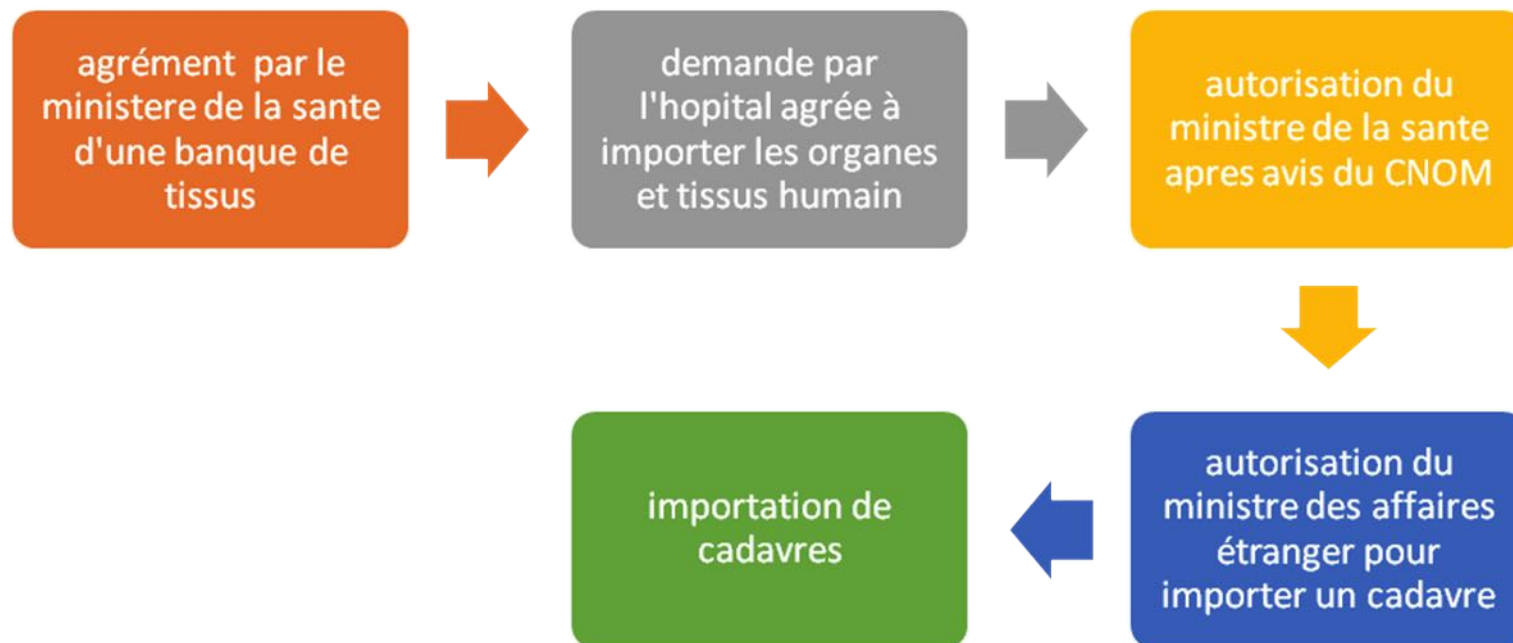 agrément par le
ministere de la sante
d'une banque de
tissus
demande par
l'hopital agrée à
importer les organes
et tissus humain
autorisation du
ministre de la sante
apres avis du CNOM
autorisation du
ministre des affaires
étranger pour
importer un cadavre
importation de
cadavres